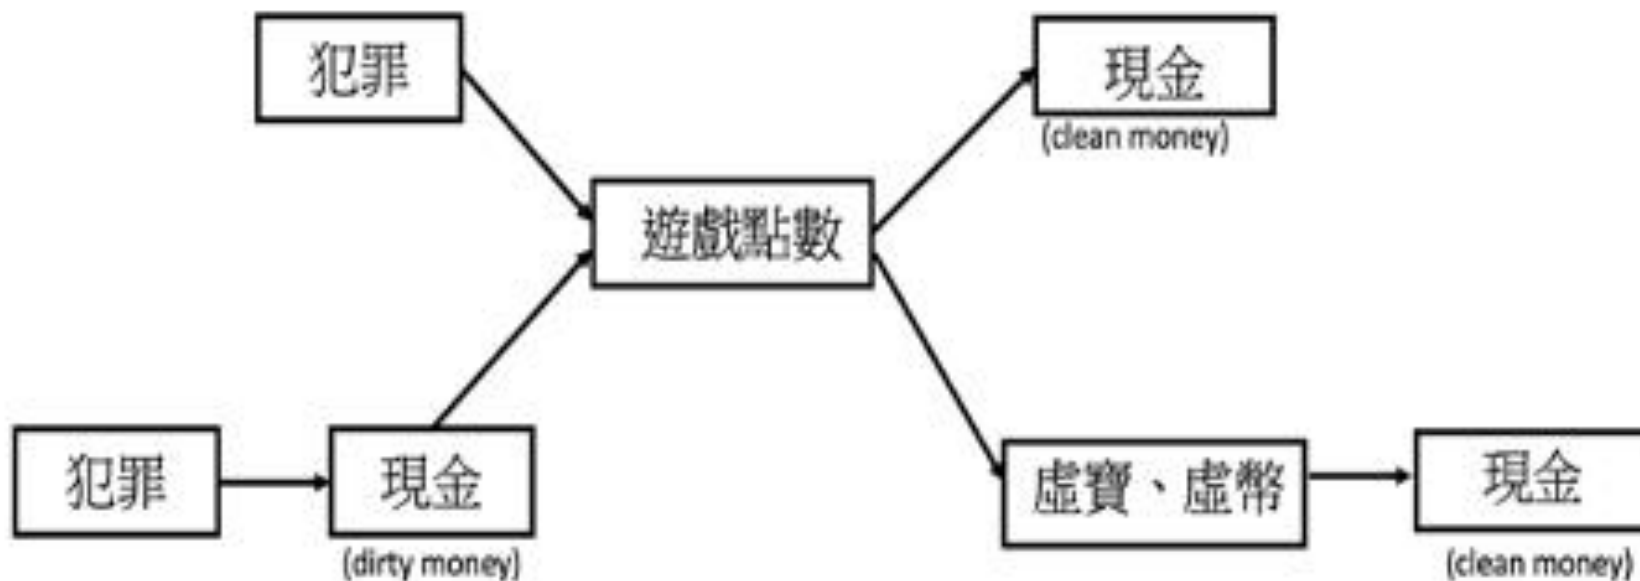 犯罪
現金
(clean money)
遊戲點數
犯罪
現金
(dirty money)
虛寶、虛幣
現金
(clean money)